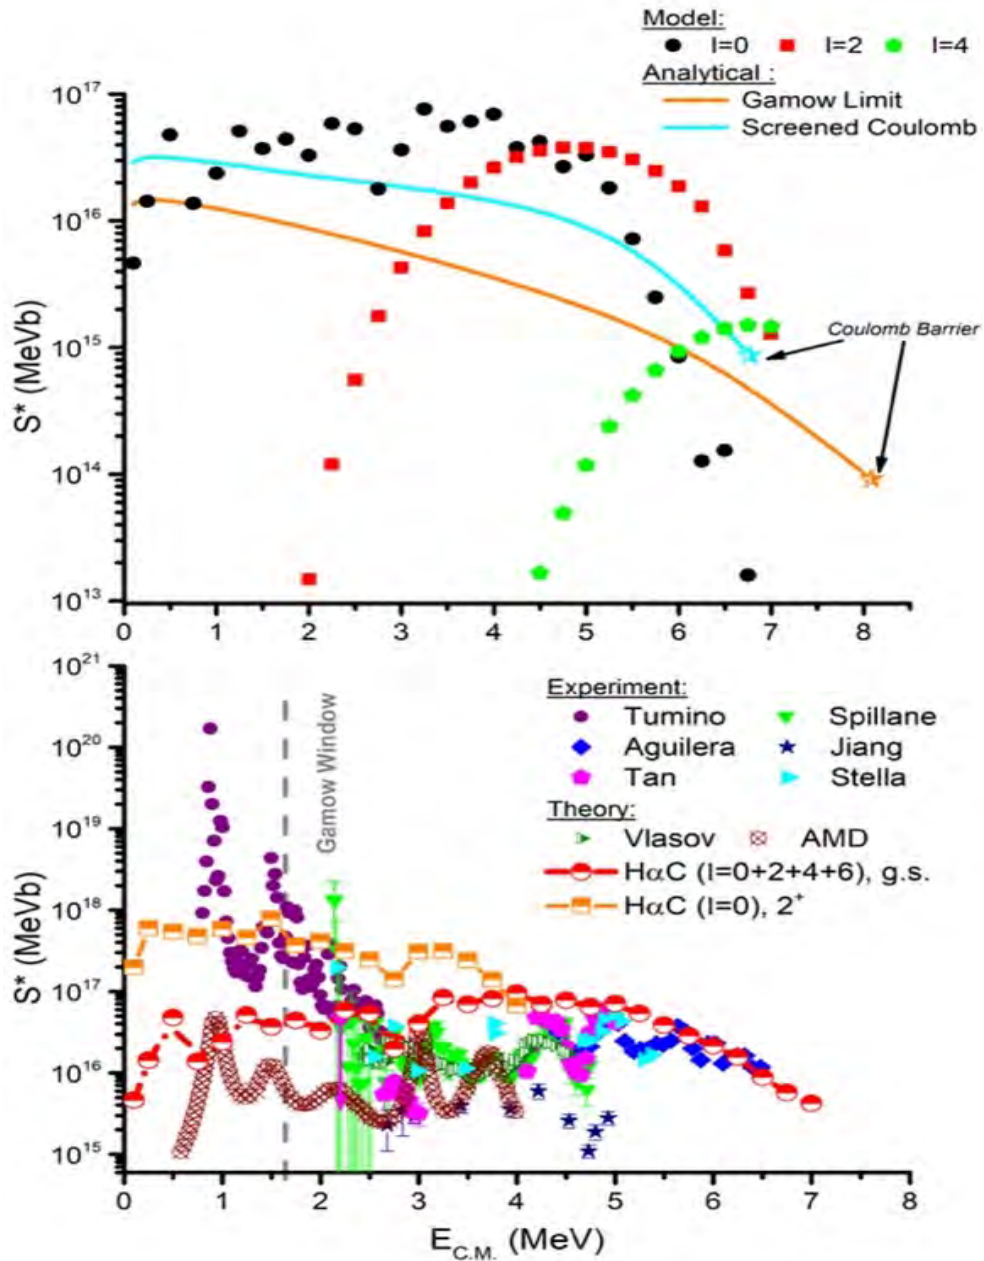 Model:
l=0 l=2 l=4
Analytical :
Gamow Limit
Screened Coulomb
10^17
10^16
10^15
10^14
10^13
S* (MeVb)
Coulomb Barrier
0 1 2 3 4 5 6 7 8
10^21
10^20
10^19
10^18
10^17
10^16
10^15
S* (MeVb)
Gamow Window
Experiment:
Tumino Spillane
Aguilera Jiang
Tan Stella
Theory:
Vlasov AMD
HαC (l=0+2+4+6), g.s.
HαC (l=0), 2⁺
0 1 2 3 4 5 6 7 8
E_C.M. (MeV)